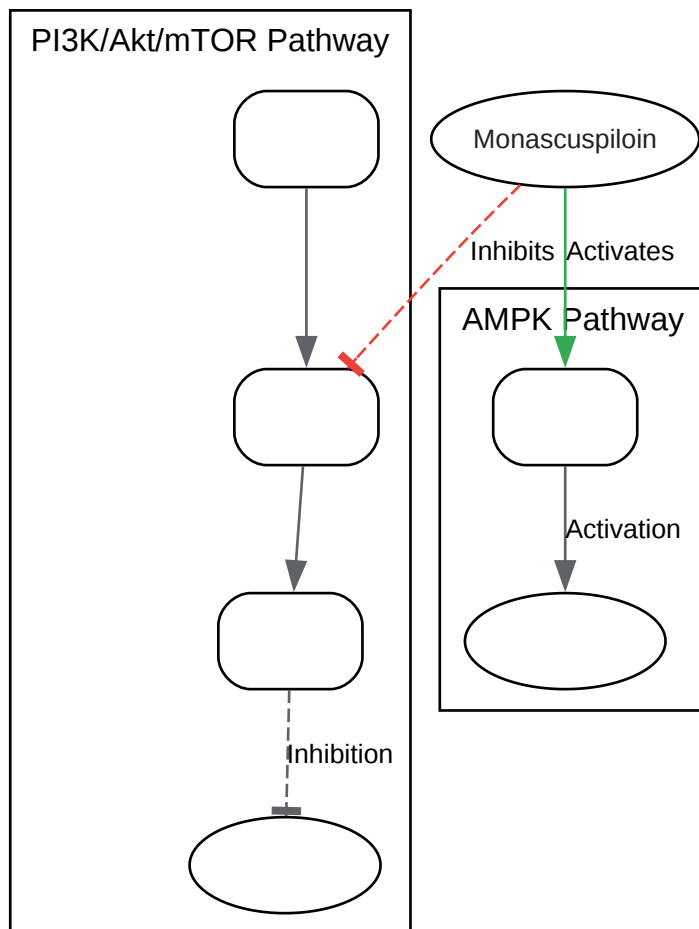 PI3K/Akt/mTOR Pathway
Monascuspiloin
Inhibits
Activates
AMPK Pathway
Activation
Inhibition